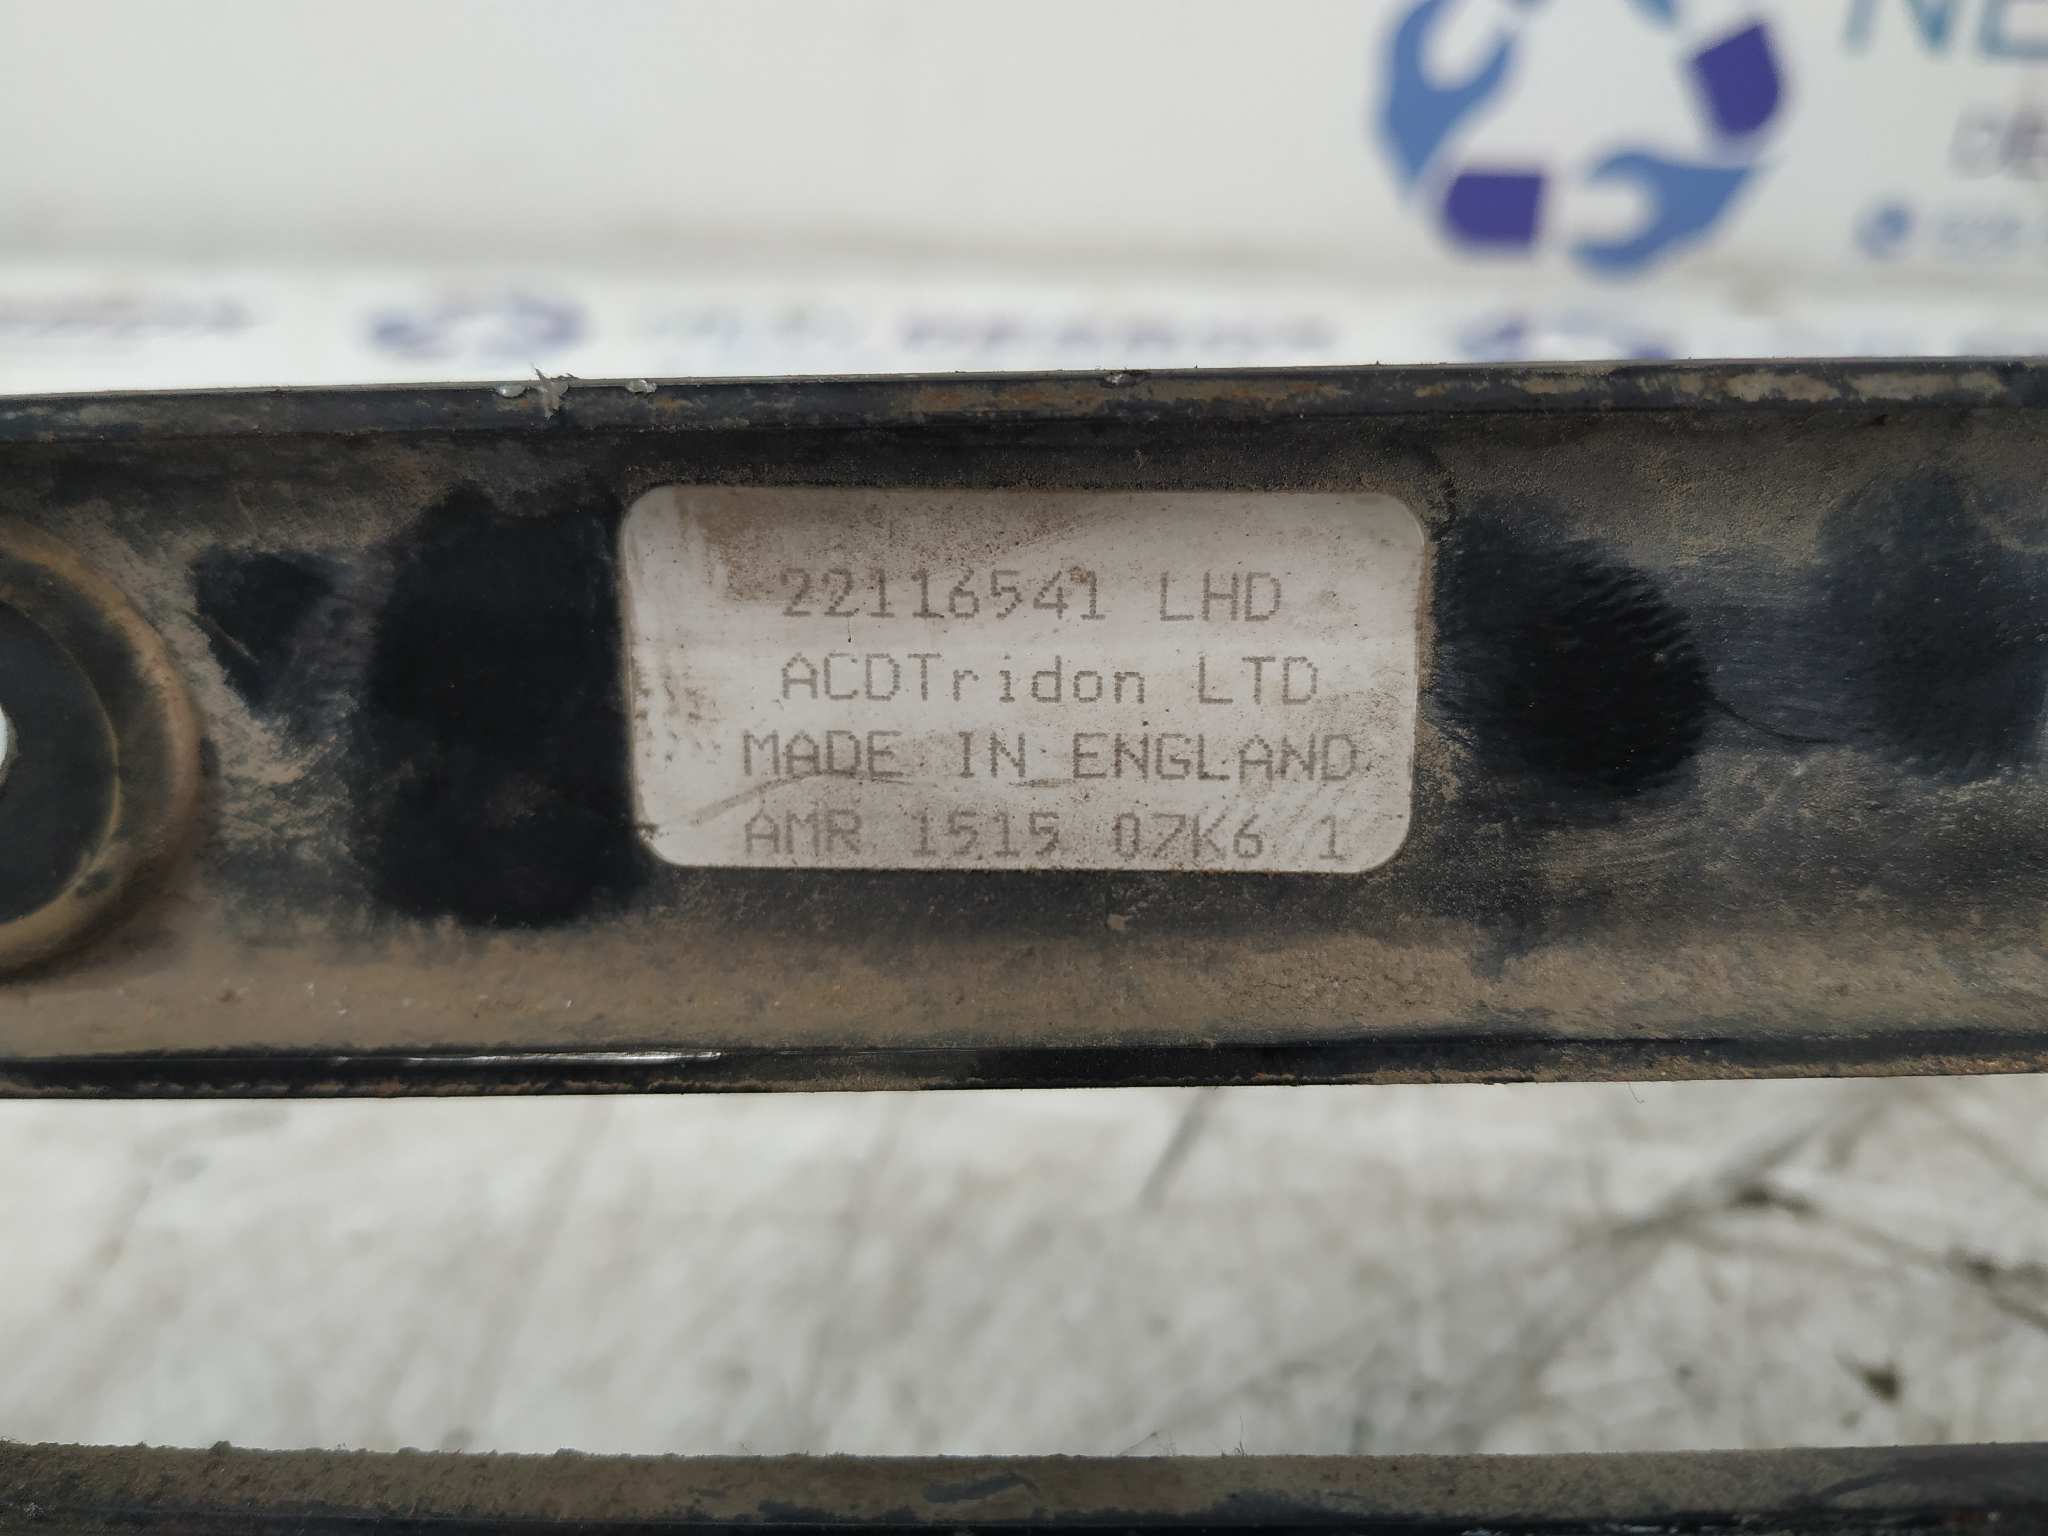 22116541 LHD
ACDTridon LTD
MADE IN ENGLAND
AMR 1515 07K6 1